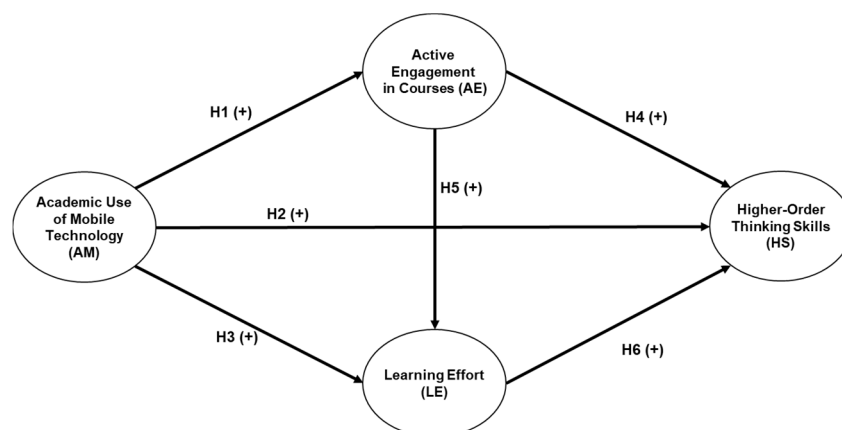 Active
Engagement
in Courses (AE)
H1 (+)
H4 (+)
H5 (+)
Academic Use
of Mobile
Technology
(AM)
H2 (+)
Higher-Order
Thinking Skills
(HS)
H3 (+)
H6 (+)
Learning Effort
(LE)